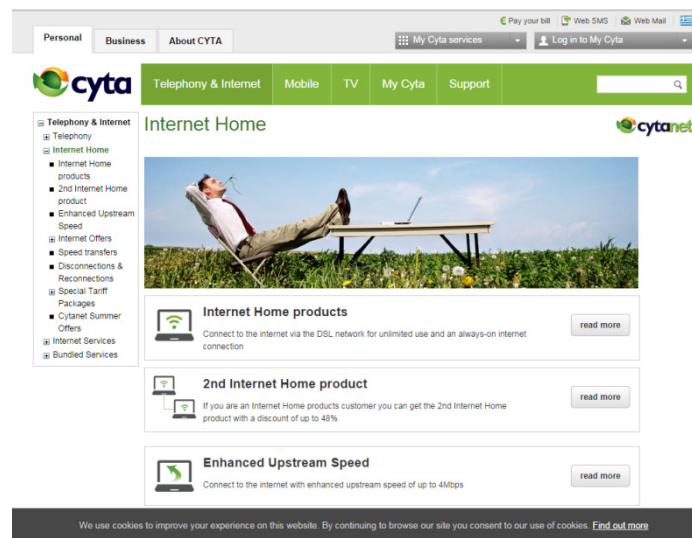 Pay your bill Web SMS Web Mail
Personal Business About CYTA My Cyta services Log in to My Cyta
cyta Telephony & Internet Mobile TV My Cyta Support
Telephony & Internet
Telephony
Internet Home
Internet Home
products
2nd Internet Home
product
Enhanced Upstream
Speed
Internet Offers
Speed transfers
Disconnections &
Reconnections
Special Tariff
Packages
Cytanet Summer
Offers
Internet Services
Bundled Services
Internet Home cytanet
Internet Home products
Connect to the internet via the DSL network for unlimited use and an always-on internet
connection
read more
2nd Internet Home product
If you are an Internet Home products customer you can get the 2nd Internet Home
product with a discount of up to 48%
read more
Enhanced Upstream Speed
Connect to the internet with enhanced upstream speed of up to 4Mbps
read more
We use cookies to improve your experience on this website. By continuing to browse our site you consent to our use of cookies. Find out more